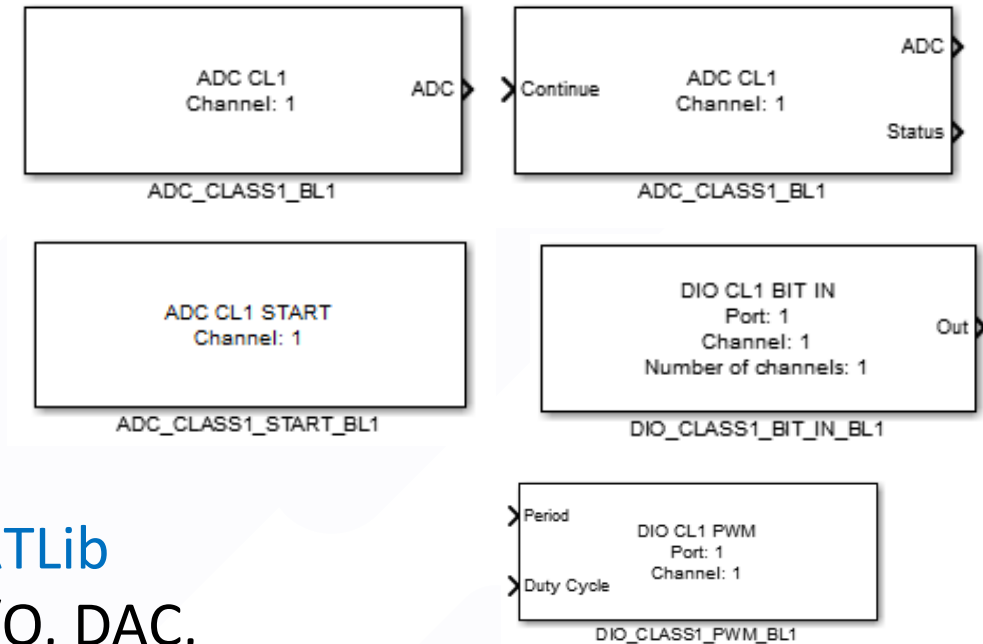 ADC CL1
Channel: 1
ADC
ADC_CLASS1_BL1
Continue
ADC CL1
Channel: 1
ADC
Status
ADC_CLASS1_BL1
ADC CL1 START
Channel: 1
ADC_CLASS1_START_BL1
DIO CL1 BIT IN
Port: 1
Channel: 1
Number of channels: 1
Out
DIO_CLASS1_BIT_IN_BL1
Period
Duty Cycle
DIO CL1 PWM
Port: 1
Channel: 1
DIO_CLASS1_PWM_BL1
TLib
O, DAC,